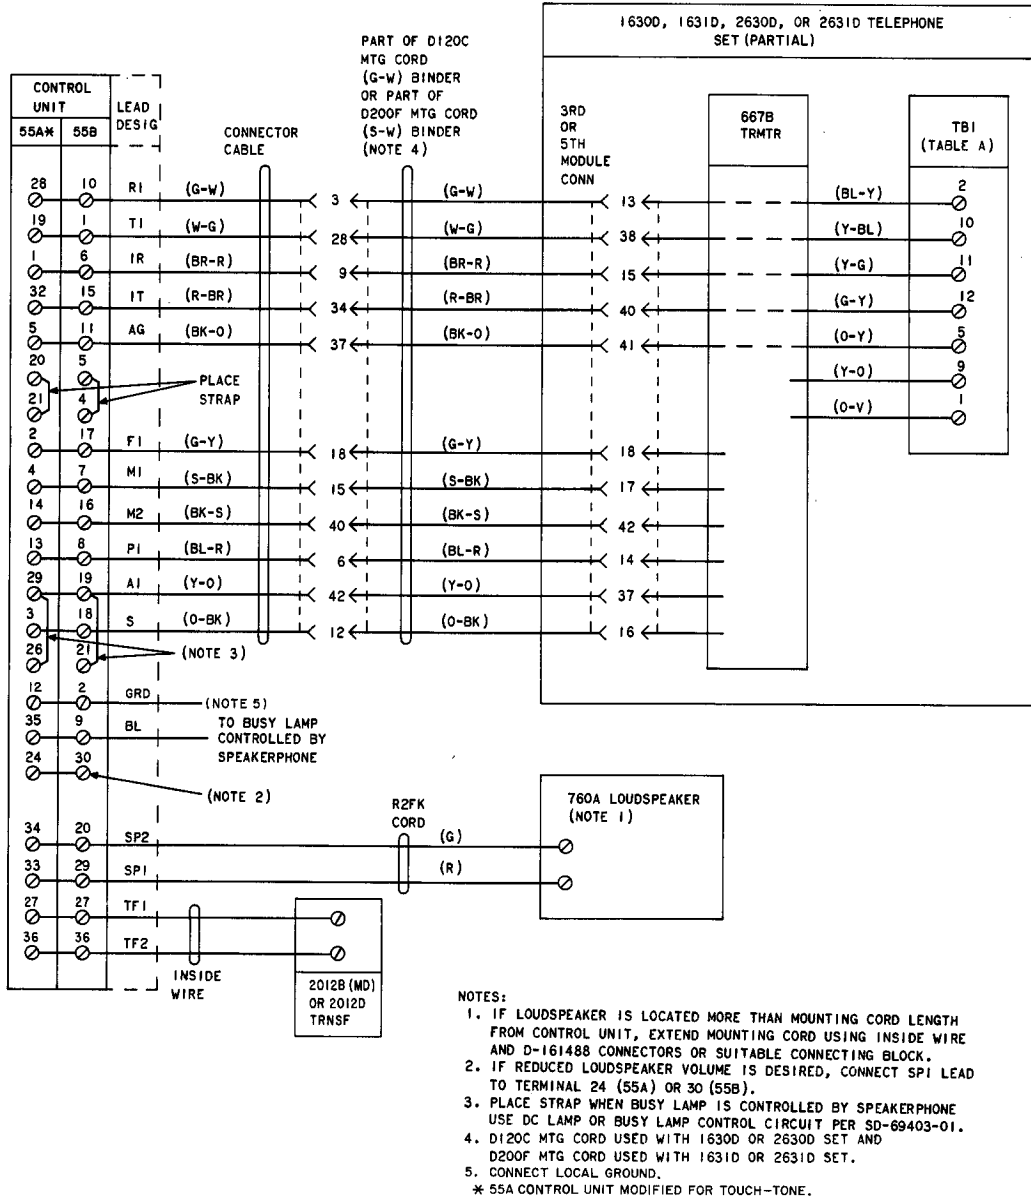 1630D, 1631D, 2630D, OR 2631D TELEPHONE
SET (PARTIAL)
PART OF D120C
MTG CORD
(G-W) BINDER
OR PART OF
D200F MTG CORD
(S-W) BINDER
(NOTE 4)
CONTROL
UNIT
55A* 55B
LEAD
DESIG
CONNECTOR
CABLE
3RD
OR
5TH
MODULE
CONN
667B
TRMTR
TB1
(TABLE A)
28 10 R1 (G-W) 3 (G-W) 13 (BL-Y) 2
19 1 T1 (W-G) 28 (W-G) 38 (Y-BL) 10
1 6 1R (BR-R) 9 (BR-R) 15 (Y-G) 11
32 15 1T (R-BR) 34 (R-BR) 40 (G-Y) 12
5 11 AG (BK-O) 37 (BK-O) 41 (O-Y) 5
20 5 (Y-O) 9
PLACE
STRAP
21 4 (O-V) 1
2 17 F1 (G-Y) 18 (G-Y) 18
4 7 M1 (S-BK) 15 (S-BK) 17
14 16 M2 (BK-S) 40 (BK-S) 42
13 8 P1 (BL-R) 6 (BL-R) 14
29 19 A1 (Y-O) 42 (Y-O) 37
3 18 S (O-BK) 12 (O-BK) 16
26 21 (NOTE 3)
12 2 GRD (NOTE 5)
35 9 BL TO BUSY LAMP
CONTROLLED BY
SPEAKERPHONE
24 30
(NOTE 2)
760A LOUDSPEAKER
(NOTE 1)
R2FK
CORD
34 20 SP2 (G)
33 29 SP1 (R)
27 27 TF1
36 36 TF2
INSIDE
WIRE
2012B (MD)
OR 2012D
TRNSF
NOTES:
1. IF LOUDSPEAKER IS LOCATED MORE THAN MOUNTING CORD LENGTH
FROM CONTROL UNIT, EXTEND MOUNTING CORD USING INSIDE WIRE
AND D-161488 CONNECTORS OR SUITABLE CONNECTING BLOCK.
2. IF REDUCED LOUDSPEAKER VOLUME IS DESIRED, CONNECT SP1 LEAD
TO TERMINAL 24 (55A) OR 30 (55B).
3. PLACE STRAP WHEN BUSY LAMP IS CONTROLLED BY SPEAKERPHONE
USE DC LAMP OR BUSY LAMP CONTROL CIRCUIT PER SD-69403-01.
4. D120C MTG CORD USED WITH 1630D OR 2630D SET AND
D200F MTG CORD USED WITH 1631D OR 2631D SET.
5. CONNECT LOCAL GROUND.
* 55A CONTROL UNIT MODIFIED FOR TOUCH-TONE.